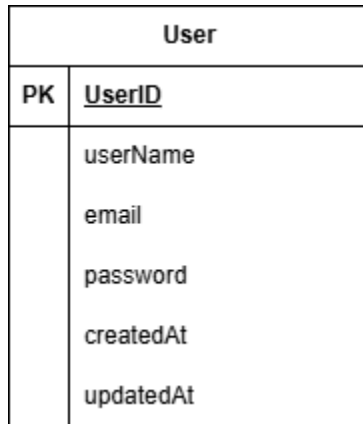 User
PK UserID
userName
email
password
createdAt
updatedAt